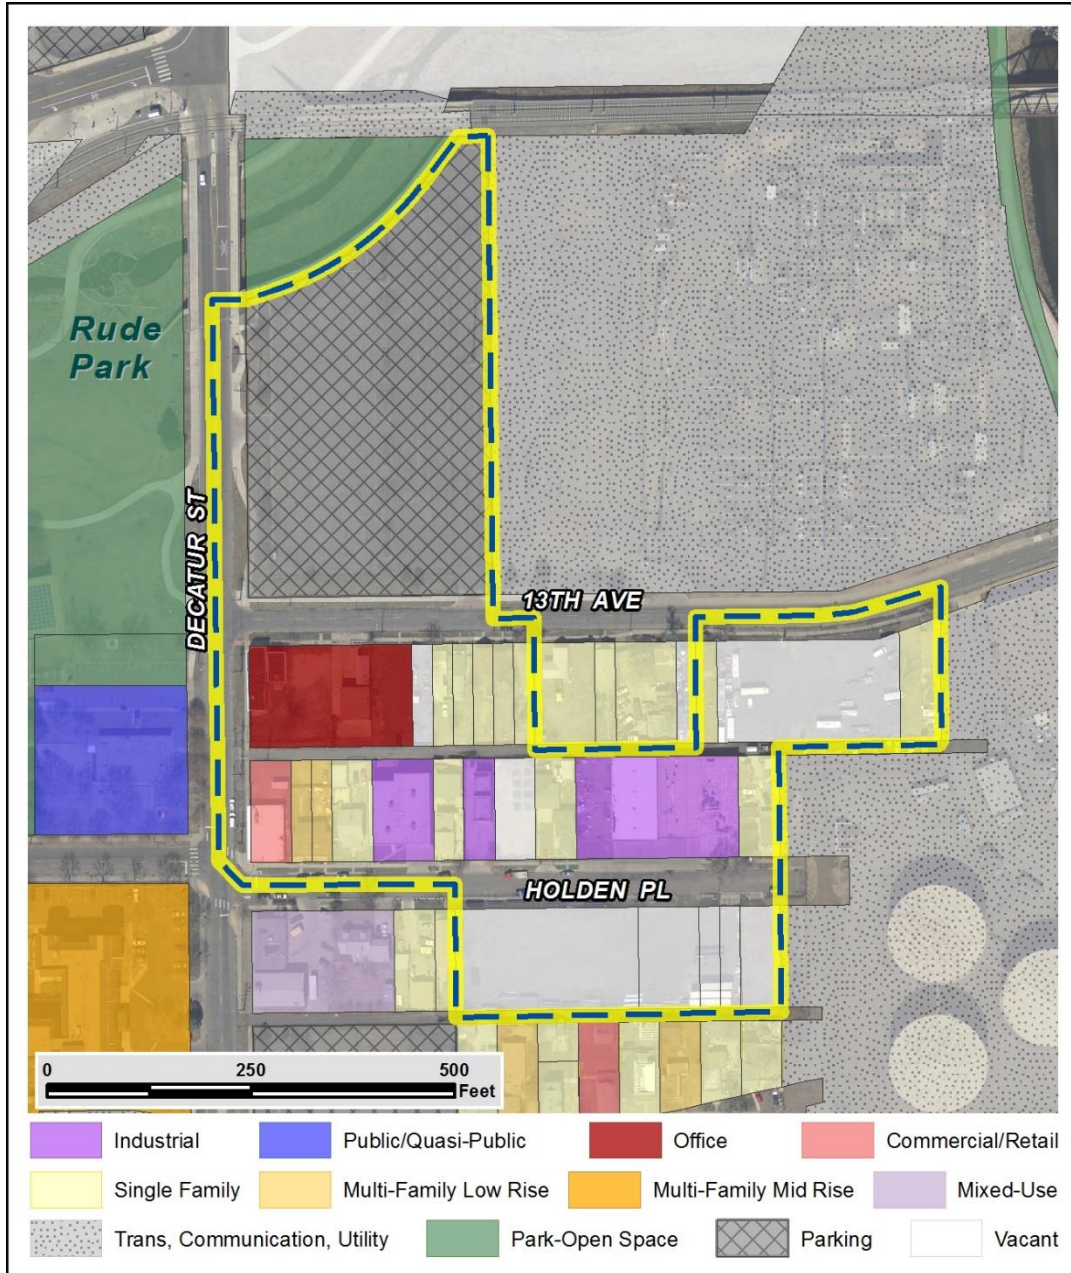 Rude
Park
DECATUR ST
13TH AVE
HOLDEN PL
0 250 500
Feet
Industrial Public/Quasi-Public Office Commercial/Retail
Single Family Multi-Family Low Rise Multi-Family Mid Rise Mixed-Use
Trans, Communication, Utility Park-Open Space Parking Vacant